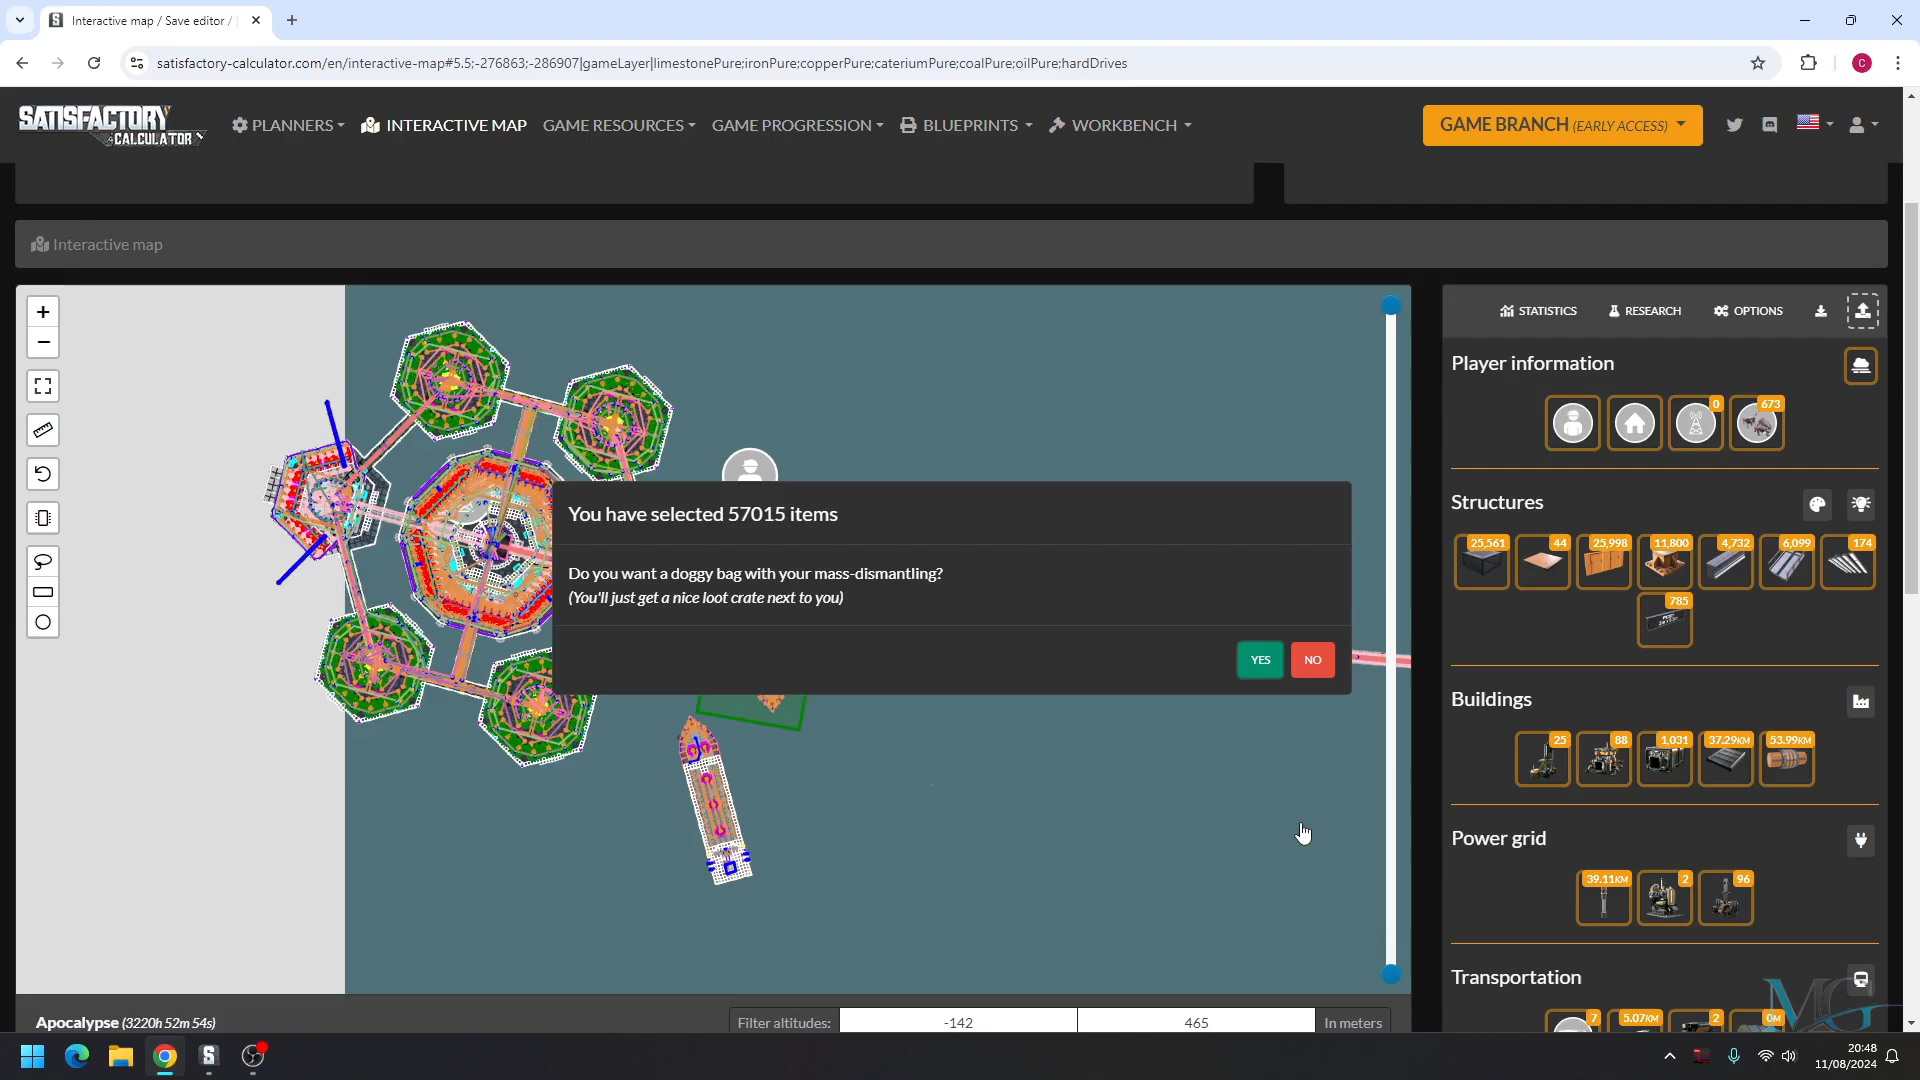 Interactive map / Save editor /
satisfactory-calculator.com/en/interactive-map#5.5;-276863;-286907|gameLayer|limestonePure;ironPure;copperPure;cateriumPure;coalPure;oilPure;hardDrives
C
SATISFACTORY
CALCULATOR
PLANNERS
INTERACTIVE MAP
GAME RESOURCES
GAME PROGRESSION
BLUEPRINTS
WORKBENCH
GAME BRANCH (EARLY ACCESS)
Interactive map
+
−
STATISTICS
RESEARCH
OPTIONS
Player information
0
673
Structures
25,561
44
25,998
11,800
4,732
6,099
174
785
You have selected 57015 items
Do you want a doggy bag with your mass-dismantling?
(You'll just get a nice loot crate next to you)
YES
NO
Buildings
25
88
1,031
37.29KM
53.99KM
Power grid
39.11KM
2
96
Transportation
7
5.07KM
2
0M
MG
Apocalypse (3220h 52m 54s)
Filter altitudes:
-142
465
In meters
20:48
11/08/2024